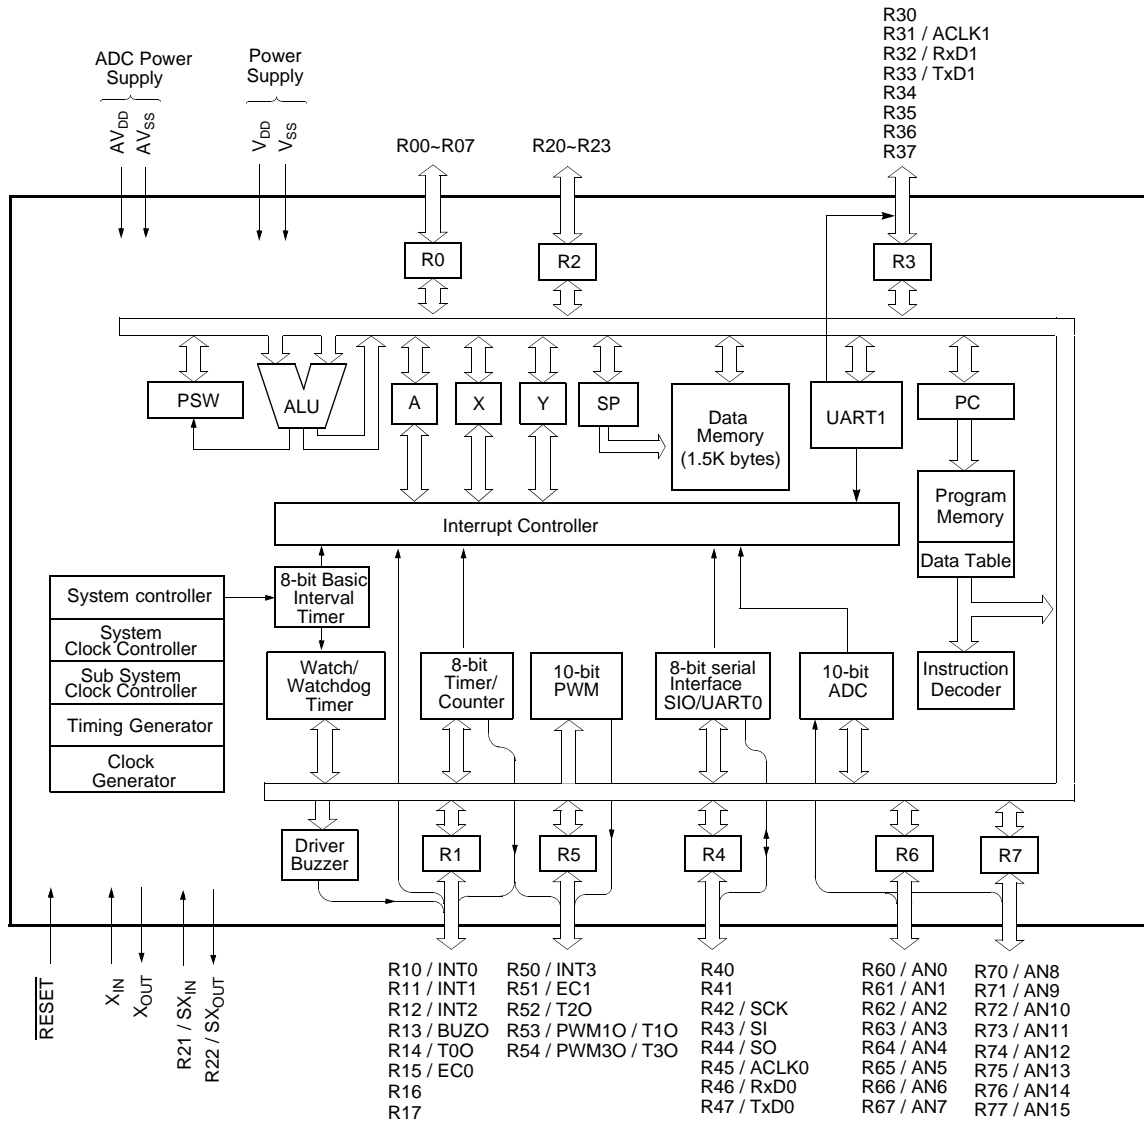 R30
R31 / ACLK1
R32 / RxD1
R33 / TxD1
R34
R35
R36
R37
ADC Power
Supply
Power
Supply
AVDD
AVSS
VDD
VSS
R00~R07
R20~R23
R0
R2
R3
PSW
ALU
A
X
Y
SP
Data
Memory
(1.5K bytes)
UART1
PC
Program
Memory
Data Table
Interrupt Controller
System controller
System
Clock Controller
Sub System
Clock Controller
Timing Generator
Clock
Generator
8-bit Basic
Interval
Timer
Watch/
Watchdog
Timer
8-bit
Timer/
Counter
10-bit
PWM
8-bit serial
Interface
SIO/UART0
10-bit
ADC
Instruction
Decoder
Driver
Buzzer
R1
R5
R4
R6
R7
RESET
XIN
XOUT
R21 / SXIN
R22 / SXOUT
R10 / INT0
R11 / INT1
R12 / INT2
R13 / BUZO
R14 / T0O
R15 / EC0
R16
R17
R50 / INT3
R51 / EC1
R52 / T2O
R53 / PWM1O / T1O
R54 / PWM3O / T3O
R40
R41
R42 / SCK
R43 / SI
R44 / SO
R45 / ACLK0
R46 / RxD0
R47 / TxD0
R60 / AN0
R61 / AN1
R62 / AN2
R63 / AN3
R64 / AN4
R65 / AN5
R66 / AN6
R67 / AN7
R70 / AN8
R71 / AN9
R72 / AN10
R73 / AN11
R74 / AN12
R75 / AN13
R76 / AN14
R77 / AN15